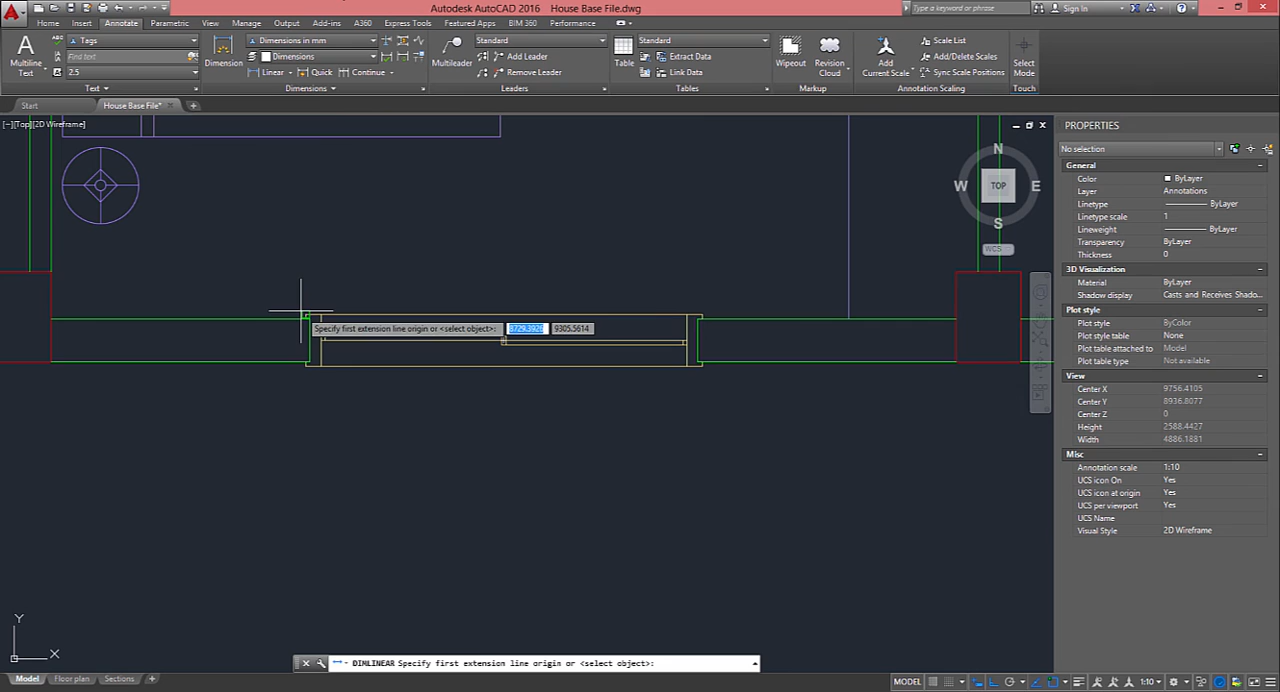 Autodesk AutoCAD 2016 House Base File.dwg
Type a keyword or phrase
Sign In
Home Insert Annotate Parametric View Manage Output Add-ins A360 Express Tools Featured Apps BIM 360 Performance
A Multiline Text
ABC
Tags
Find text
2.5
Text
Dimension
Dimensions in mm
Dimensions
Linear Quick Continue
Dimensions
Multileader
Standard
Add Leader
Remove Leader
Leaders
Table
Standard
Extract Data
Link Data
Tables
Wipeout
Revision Cloud
Markup
Add Current Scale
Scale List
Add/Delete Scales
Sync Scale Positions
Annotation Scaling
Select Mode
Touch
Start House Base File*
[−][Top][2D Wireframe]
N
W TOP E
S
WCS
Specify first extension line origin or <select object>: 8729.3926 9305.5614
Y
X
DIMLINEAR Specify first extension line origin or <select object>:
PROPERTIES
No selection
General
Color ByLayer
Layer Annotations
Linetype ByLayer
Linetype scale 1
Lineweight ByLayer
Transparency ByLayer
Thickness 0
3D Visualization
Material ByLayer
Shadow display Casts and Receives Shado...
Plot style
Plot style ByColor
Plot style table None
Plot table attached to Model
Plot table type Not available
View
Center X 9756.4105
Center Y 8936.8077
Center Z 0
Height 2588.4427
Width 4886.1881
Misc
Annotation scale 1:10
UCS icon On Yes
UCS icon at origin Yes
UCS per viewport Yes
UCS Name
Visual Style 2D Wireframe
Model Floor plan Sections
MODEL 1:10